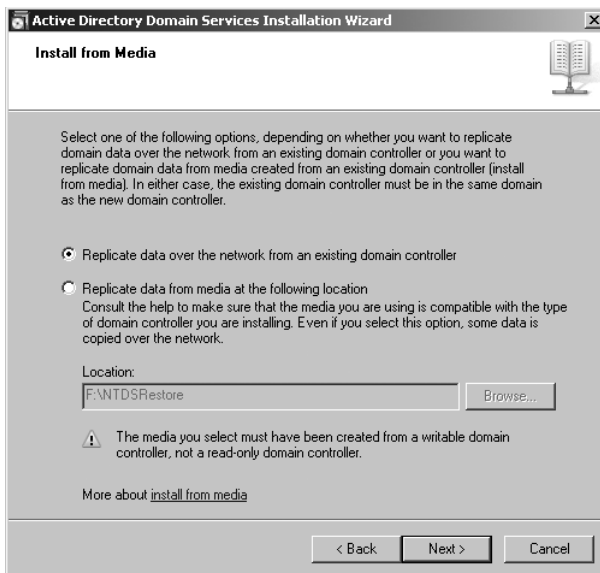 Active Directory Domain Services Installation Wizard
Install from Media
Select one of the following options, depending on whether you want to replicate
domain data over the network from an existing domain controller or you want to
replicate domain data from media created from an existing domain controller (install
from media). In either case, the existing domain controller must be in the same domain
as the new domain controller.
Replicate data over the network from an existing domain controller
Replicate data from media at the following location
Consult the help to make sure that the media you are using is compatible with the type
of domain controller you are installing. Even if you select this option, some data is
copied over the network.
Location:
F:\NTDSRestore
Browse...
The media you select must have been created from a writable domain
controller, not a read-only domain controller.
More about install from media
< Back
Next >
Cancel